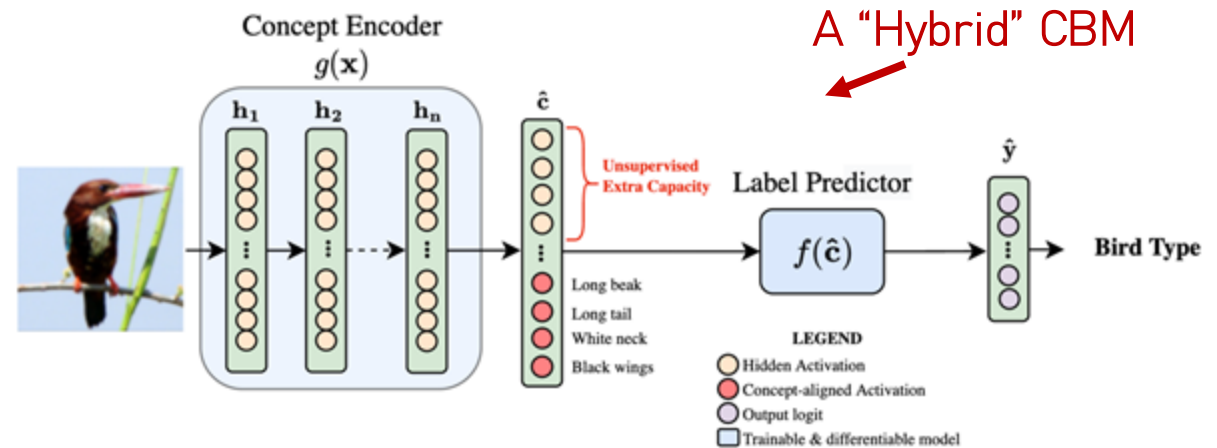 A “Hybrid” CBM
Concept Encoder
g(x)
h₁
h₂
hₙ
ĉ
Unsupervised
Extra Capacity
Long beak
Long tail
White neck
Black wings
Label Predictor
f(ĉ)
ŷ
Bird Type
LEGEND
Hidden Activation
Concept-aligned Activation
Output logit
Trainable & differentiable model